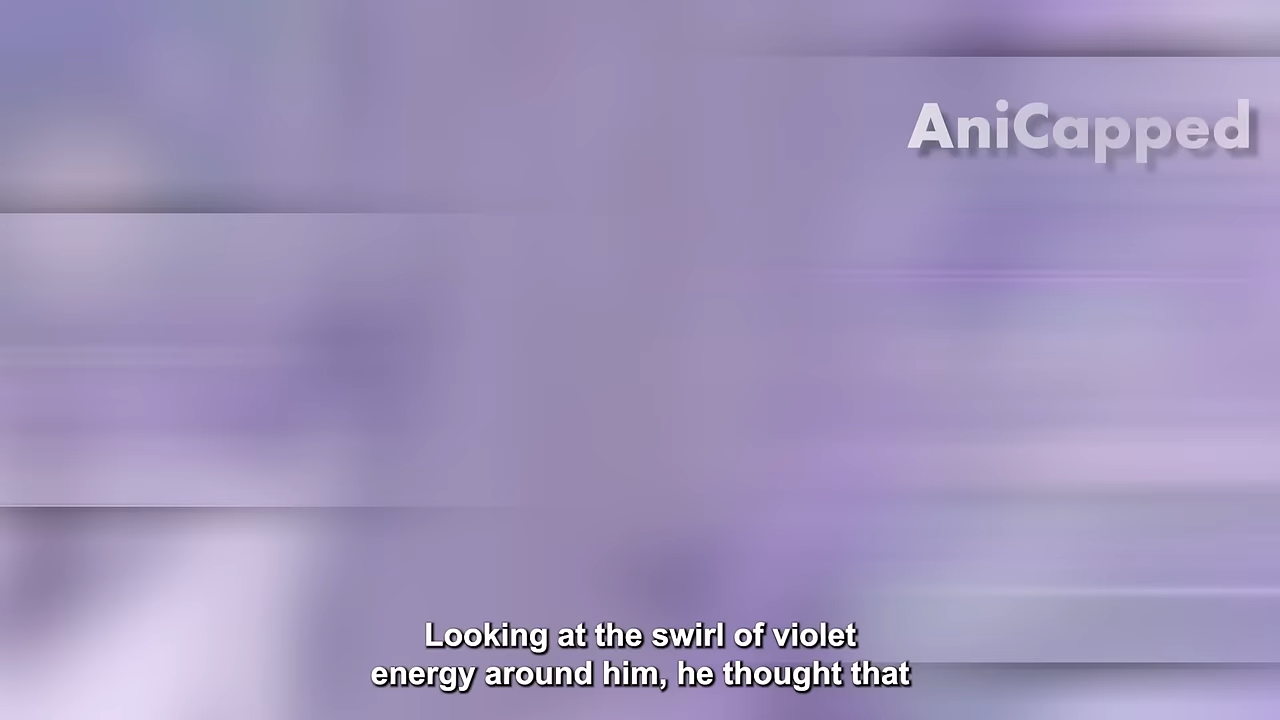 AniCapped
Looking at the swirl of violet
energy around him, he thought that